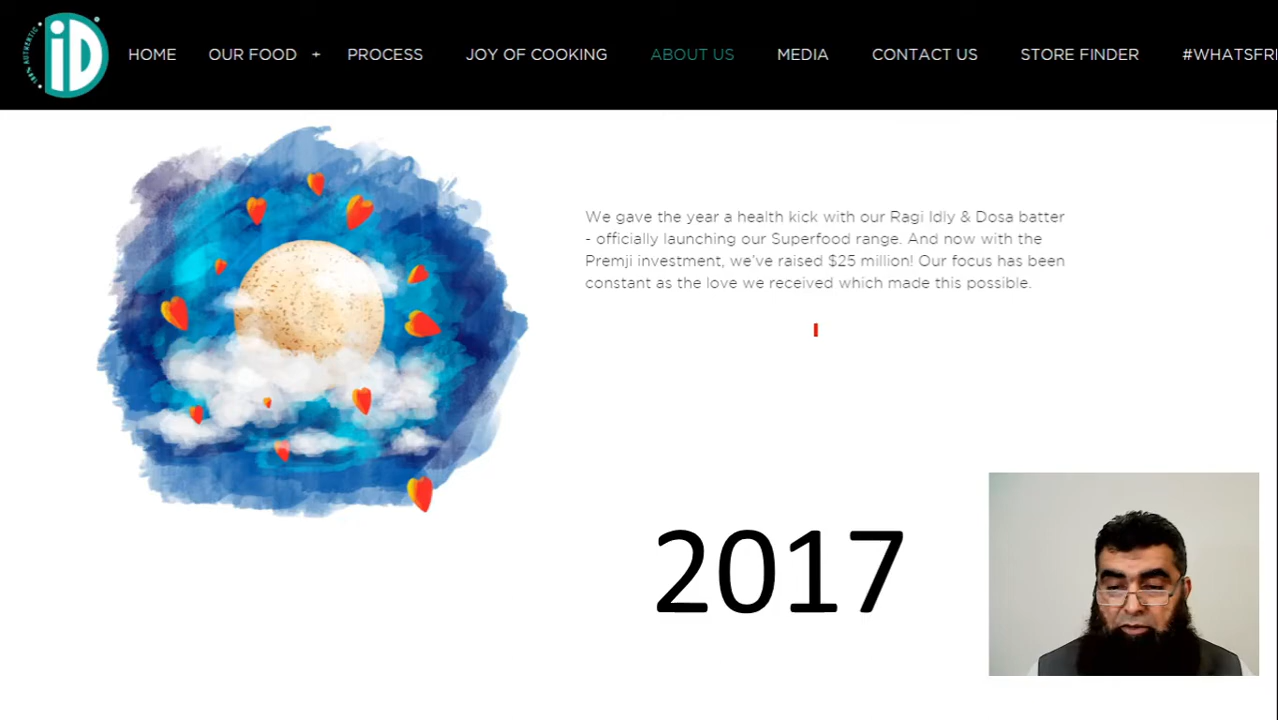 100% AUTHENTIC
iD
HOME OUR FOOD + PROCESS JOY OF COOKING ABOUT US MEDIA CONTACT US STORE FINDER #WHATSFRI
We gave the year a health kick with our Ragi Idly & Dosa batter
- officially launching our Superfood range. And now with the
Premji investment, we've raised $25 million! Our focus has been
constant as the love we received which made this possible.
2017